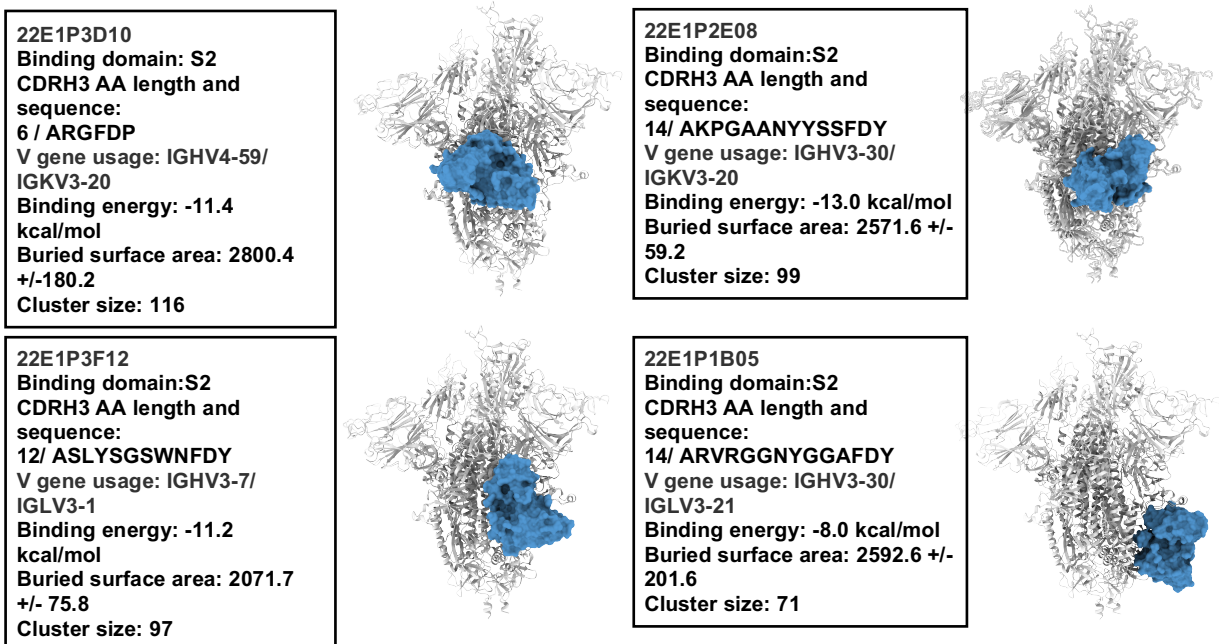 22E1P3D10
Binding domain: S2
CDRH3 AA length and
sequence:
6 / ARGFDP
V gene usage: IGHV4-59/
IGKV3-20
Binding energy: -11.4
kcal/mol
Buried surface area: 2800.4
+/-180.2
Cluster size: 116
22E1P2E08
Binding domain:S2
CDRH3 AA length and
sequence:
14/ AKPGAANYYSSFDY
V gene usage: IGHV3-30/
IGKV3-20
Binding energy: -13.0 kcal/mol
Buried surface area: 2571.6 +/-
59.2
Cluster size: 99
22E1P3F12
Binding domain:S2
CDRH3 AA length and
sequence:
12/ ASLYSGSWNFDY
V gene usage: IGHV3-7/
IGLV3-1
Binding energy: -11.2
kcal/mol
Buried surface area: 2071.7
+/- 75.8
Cluster size: 97
22E1P1B05
Binding domain:S2
CDRH3 AA length and
sequence:
14/ ARVRGGNYGGAFDY
V gene usage: IGHV3-30/
IGLV3-21
Binding energy: -8.0 kcal/mol
Buried surface area: 2592.6 +/-
201.6
Cluster size: 71